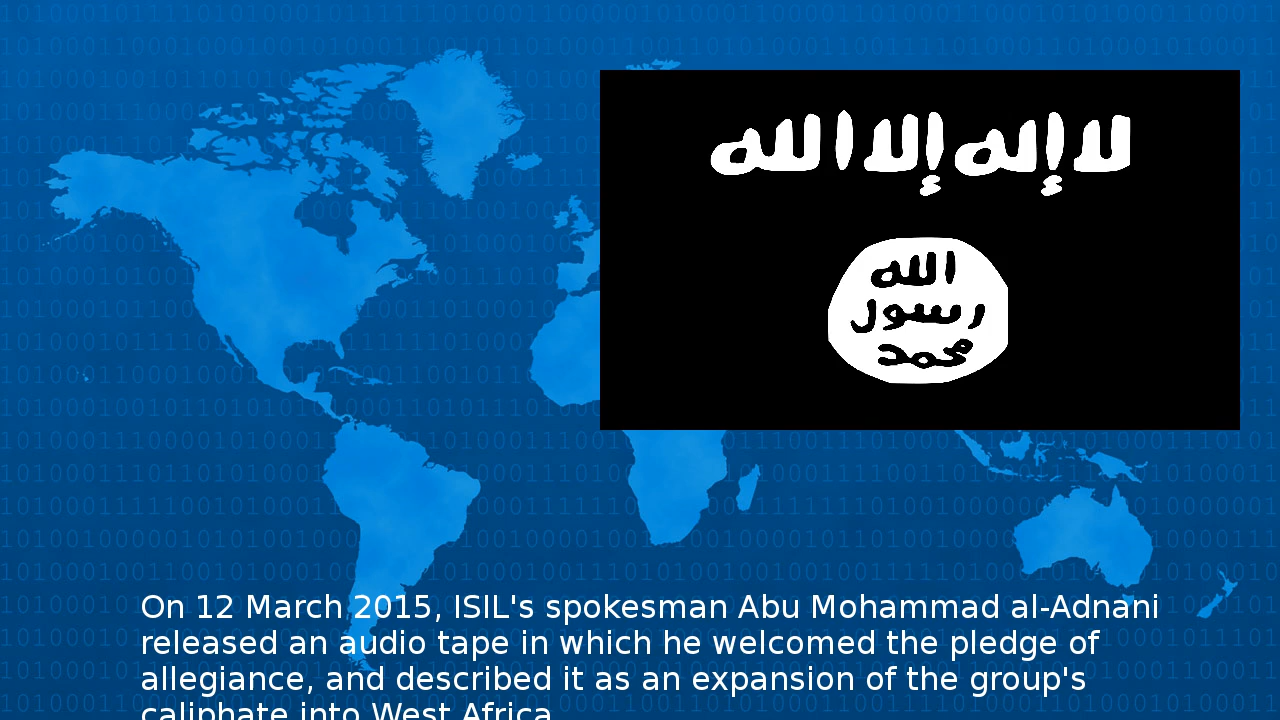 لا إله إلا الله
الله
رسول
محمد
On 12 March 2015, ISIL's spokesman Abu Mohammad al-Adnani
released an audio tape in which he welcomed the pledge of
allegiance, and described it as an expansion of the group's
caliphate into West Africa